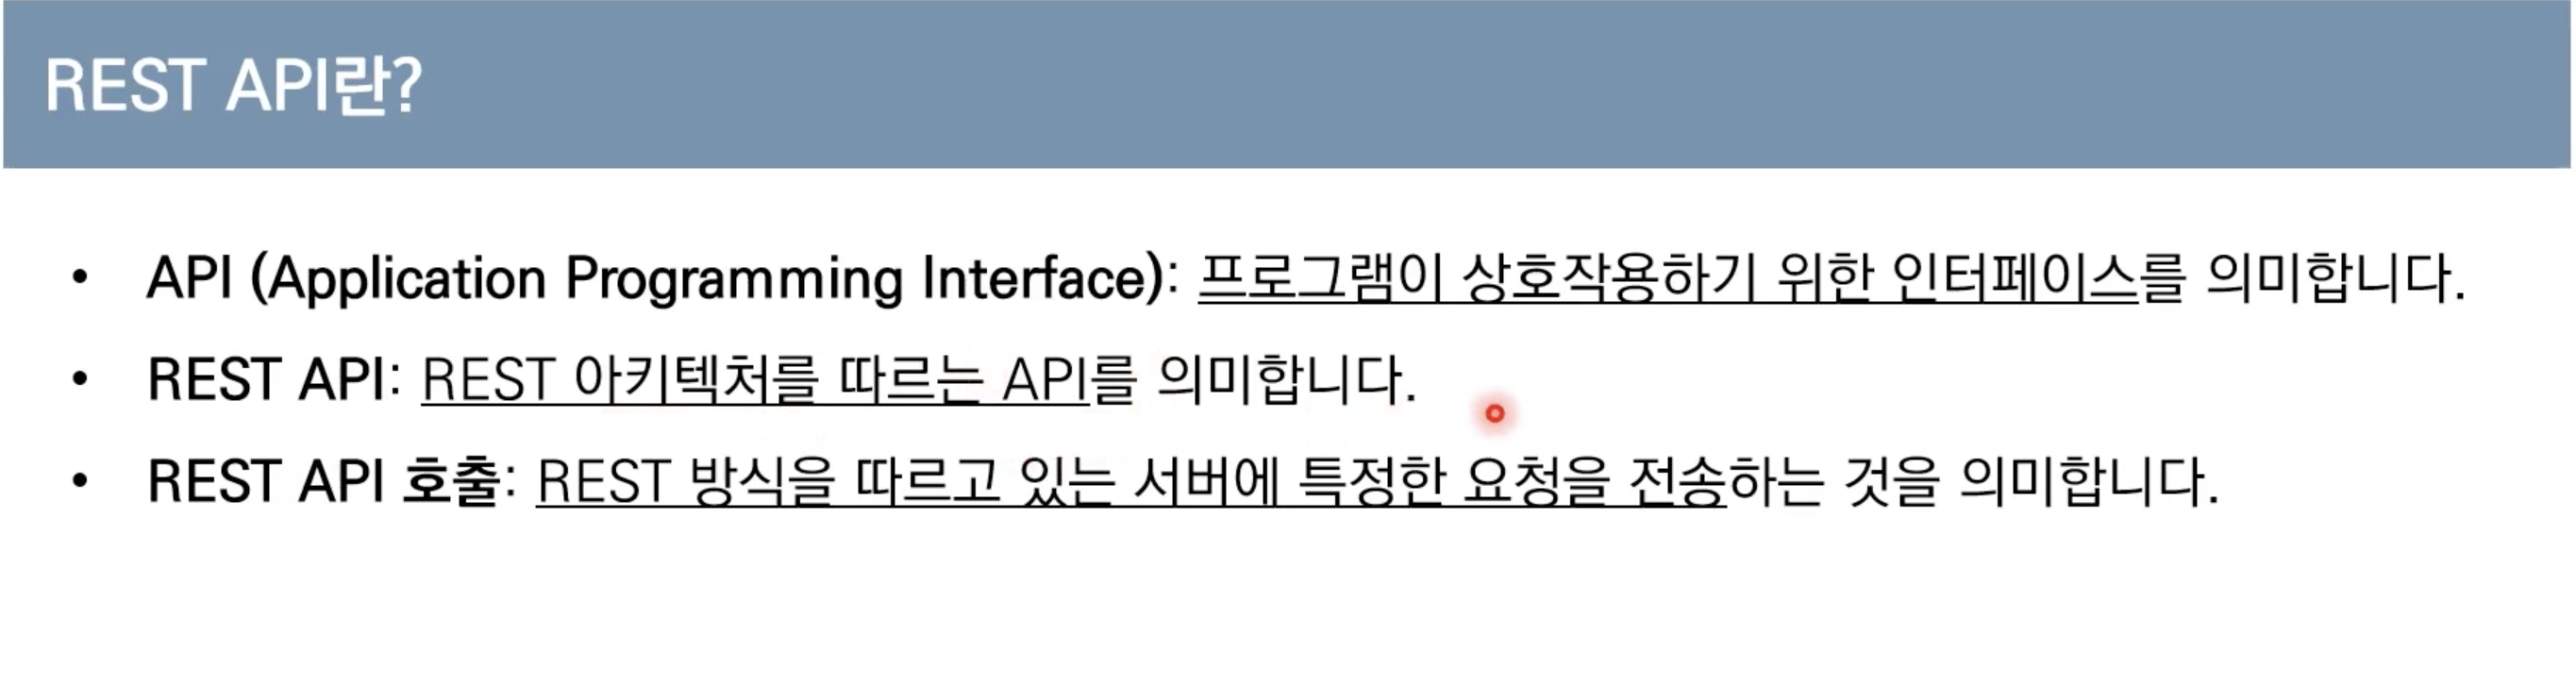 REST API란?
• API (Application Programming Interface): 프로그램이 상호작용하기 위한 인터페이스를 의미합니다.
• REST API: REST 아키텍처를 따르는 API를 의미합니다.
• REST API 호출: REST 방식을 따르고 있는 서버에 특정한 요청을 전송하는 것을 의미합니다.